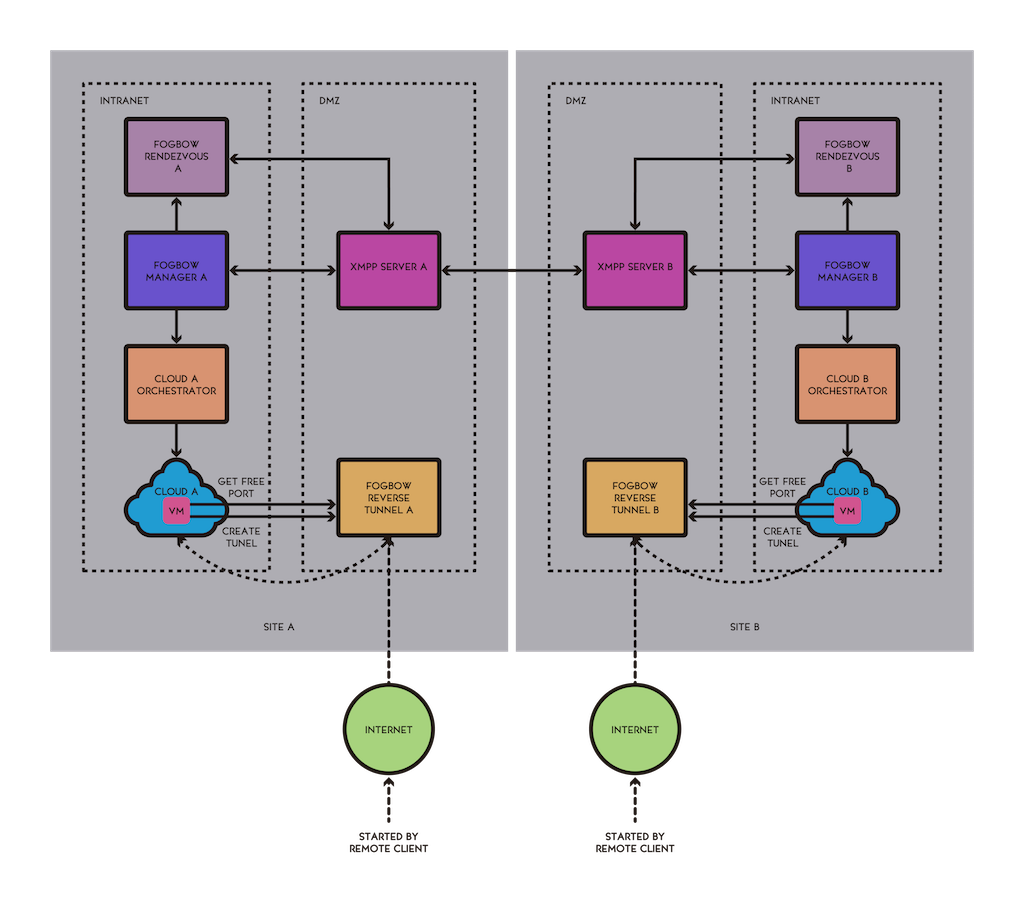 INTRANET
DMZ
FOGBOW
RENDEZVOUS
A
FOGBOW
MANAGER A
XMPP SERVER A
CLOUD A
ORCHESTRATOR
CLOUD A
VM
GET FREE
PORT
CREATE
TUNEL
FOGBOW
REVERSE
TUNNEL A
SITE A
INTERNET
STARTED BY
REMOTE CLIENT
DMZ
INTRANET
FOGBOW
RENDEZVOUS
B
XMPP SERVER B
FOGBOW
MANAGER B
CLOUD B
ORCHESTRATOR
FOGBOW
REVERSE
TUNNEL B
GET FREE
PORT
CREATE
TUNEL
CLOUD B
VM
SITE B
INTERNET
STARTED BY
REMOTE CLIENT